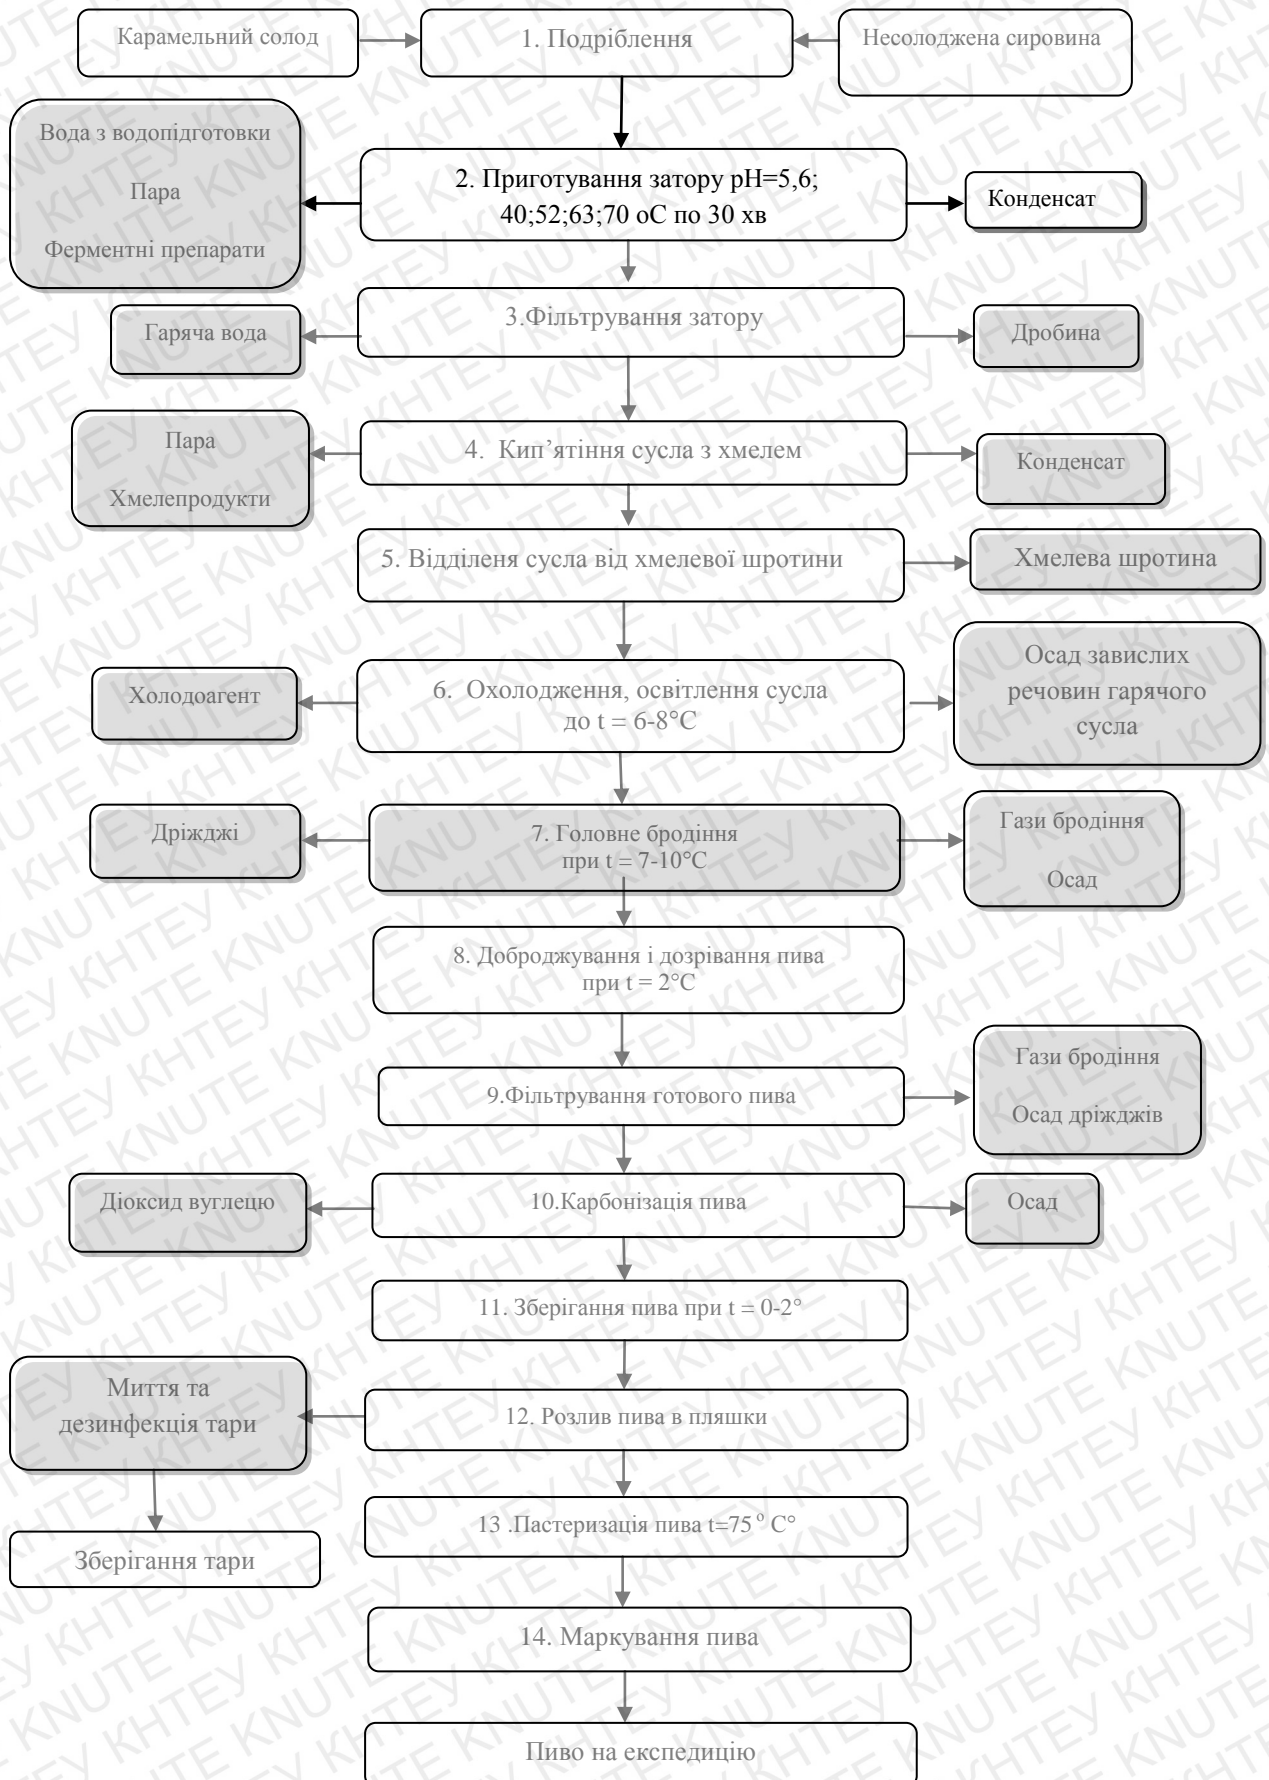 Карамельний солод
1. Подріблення
Несолоджена сировина
Вода з водопідготовки
Пара
Ферментні препарати
2. Приготування затору рН=5,6;
40;52;63;70 оС по 30 хв
Конденсат
Гаряча вода
3.Фільтрування затору
Дробина
Пара
Хмелепродукти
4. Кип’ятіння сусла з хмелем
Конденсат
5. Відділеня сусла від хмелевої шротини
Хмелева шротина
Холодоагент
6. Охолодження, освітлення сусла
до t = 6-8°С
Осад завислих
речовин гарячого
сусла
Дріжджі
7. Головне бродіння
при t = 7-10°С
Гази бродіння
Осад
8. Доброджування і дозрівання пива
при t = 2°С
9.Фільтрування готового пива
Гази бродіння
Осад дріжджів
Діоксид вуглецю
10.Карбонізація пива
Осад
11. Зберігання пива при t = 0-2°
Миття та
дезинфекція тари
12. Розлив пива в пляшки
13 .Пастеризація пива t=75 ° С°
Зберігання тари
14. Маркування пива
Пиво на експедицію
КНТЕУ KNUTE